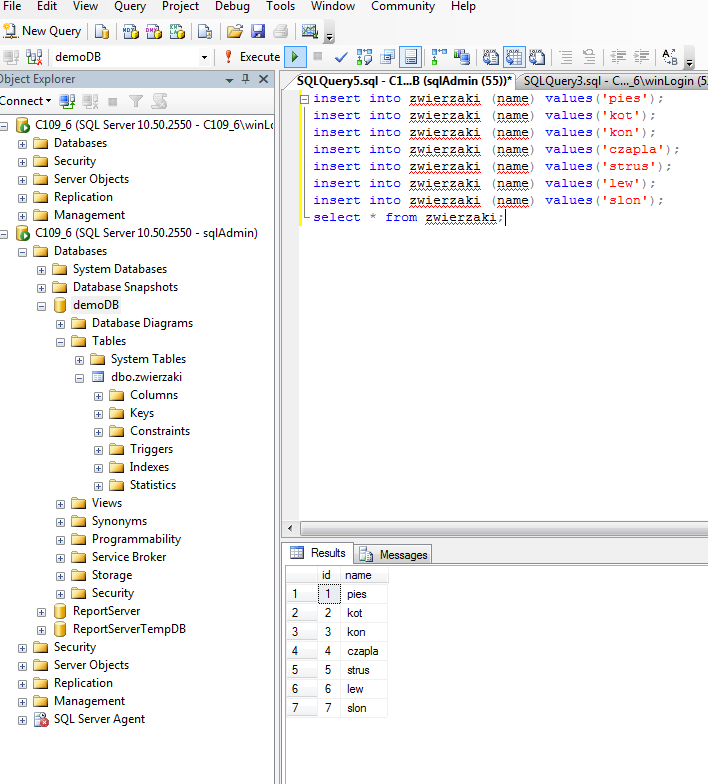 File Edit View Query Project Debug Tools Window Community Help
New Query
demoDB Execute
Object Explorer
Connect
C109_6 (SQL Server 10.50.2550 - C109_6\winLo
Databases
Security
Server Objects
Replication
Management
C109_6 (SQL Server 10.50.2550 - sqlAdmin)
Databases
System Databases
Database Snapshots
demoDB
Database Diagrams
Tables
System Tables
dbo.zwierzaki
Columns
Keys
Constraints
Triggers
Indexes
Statistics
Views
Synonyms
Programmability
Service Broker
Storage
Security
ReportServer
ReportServerTempDB
Security
Server Objects
Replication
Management
SQL Server Agent
SQLQuery5.sql - C1...B (sqlAdmin (55))* SQLQuery3.sql - C..._6\winLogin (5
insert into zwierzaki (name) values('pies');
insert into zwierzaki (name) values('kot');
insert into zwierzaki (name) values('kon');
insert into zwierzaki (name) values('czapla');
insert into zwierzaki (name) values('strus');
insert into zwierzaki (name) values('lew');
insert into zwierzaki (name) values('slon');
select * from zwierzaki;
Results Messages
id name
1 1 pies
2 2 kot
3 3 kon
4 4 czapla
5 5 strus
6 6 lew
7 7 slon